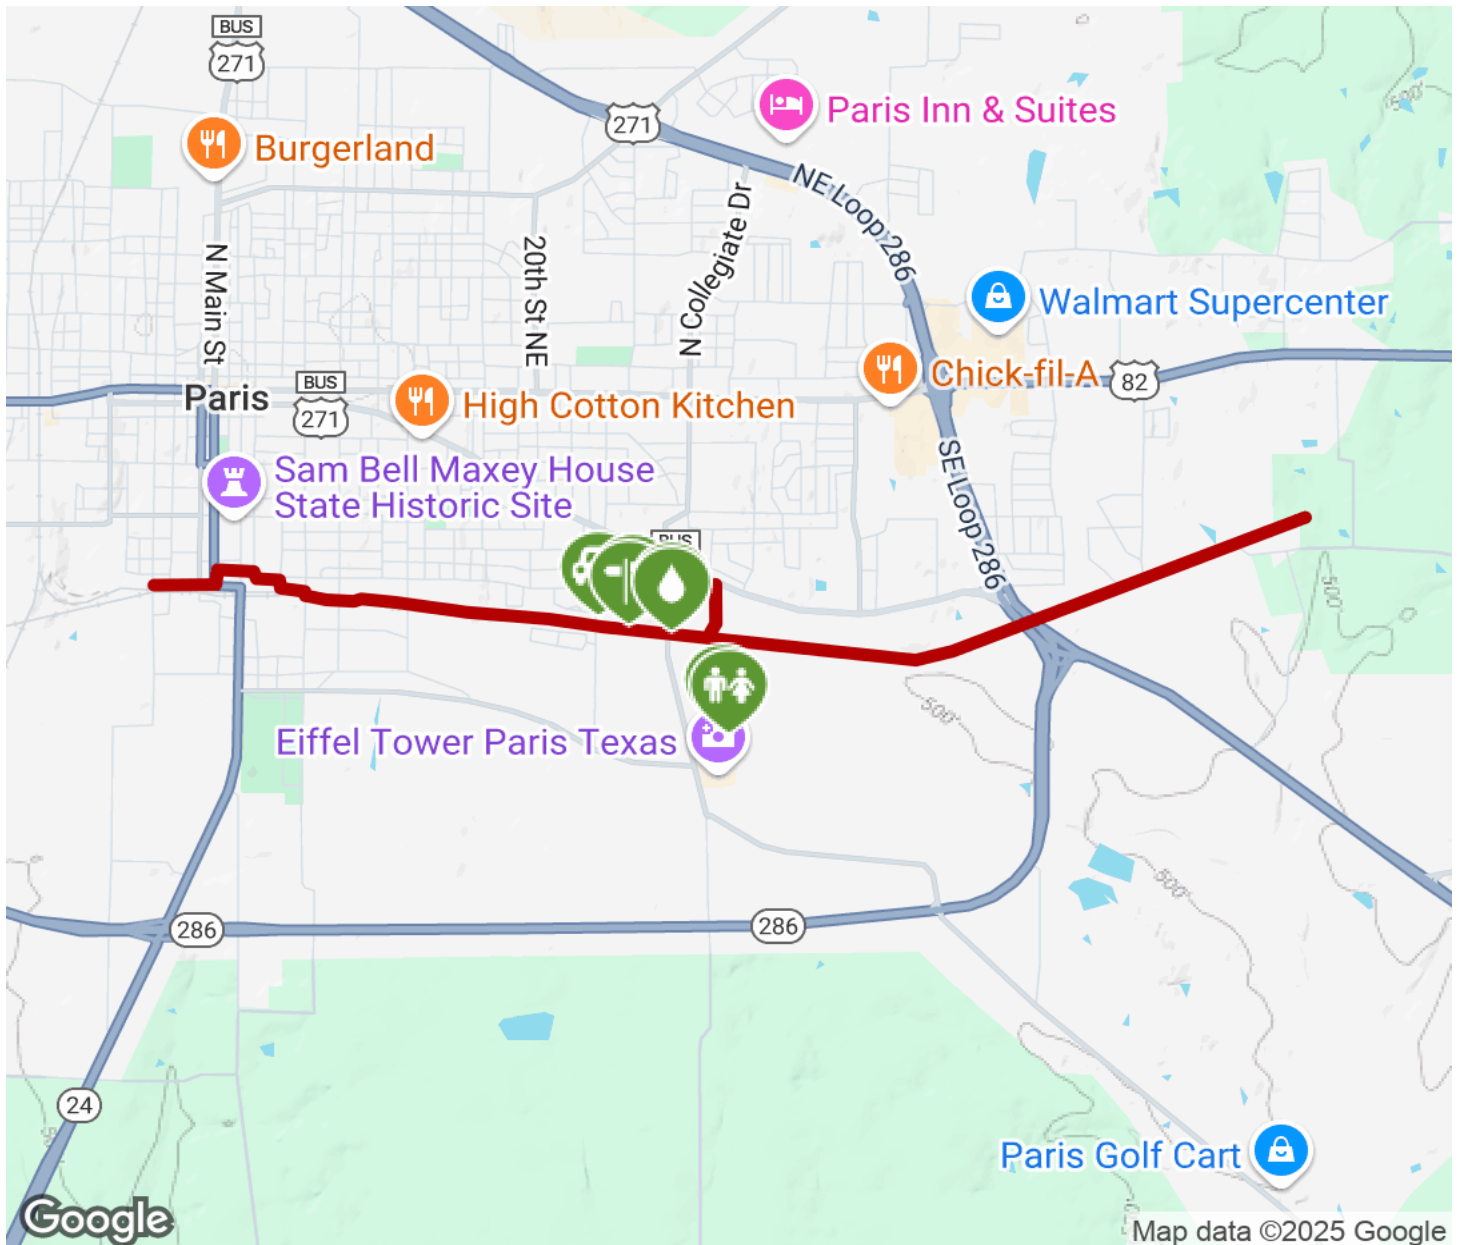 BUS
271
271
Paris Inn & Suites
Burgerland
NE Loop 286
N Main St
20th St NE
N Collegiate Dr
500'
Walmart Supercenter
Chick-fil-A
82
BUS
271
Paris
High Cotton Kitchen
SE Loop 286
Sam Bell Maxey House
State Historic Site
BUS
500'
500'
Eiffel Tower Paris Texas
500'
286
286
24
Paris Golf Cart
Google
Map data ©2025 Google